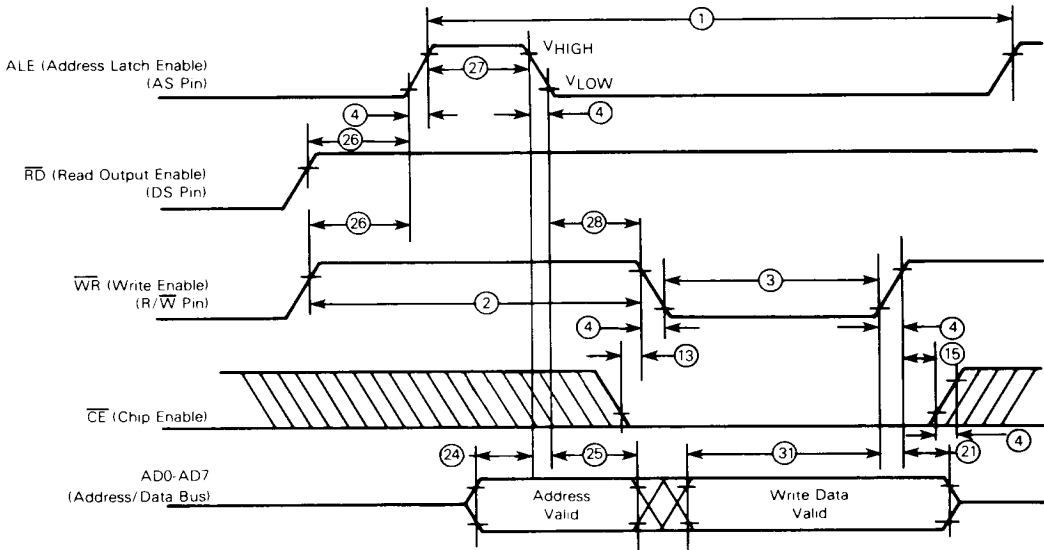 1
ALE (Address Latch Enable)
(AS Pin)
27
VHIGH
VLOW
4
4
26
RD (Read Output Enable)
(DS Pin)
26
28
WR (Write Enable)
(R/W Pin)
3
2
4
4
13
15
CE (Chip Enable)
4
24
25
31
21
AD0-AD7
(Address/Data Bus)
Address
Valid
Write Data
Valid